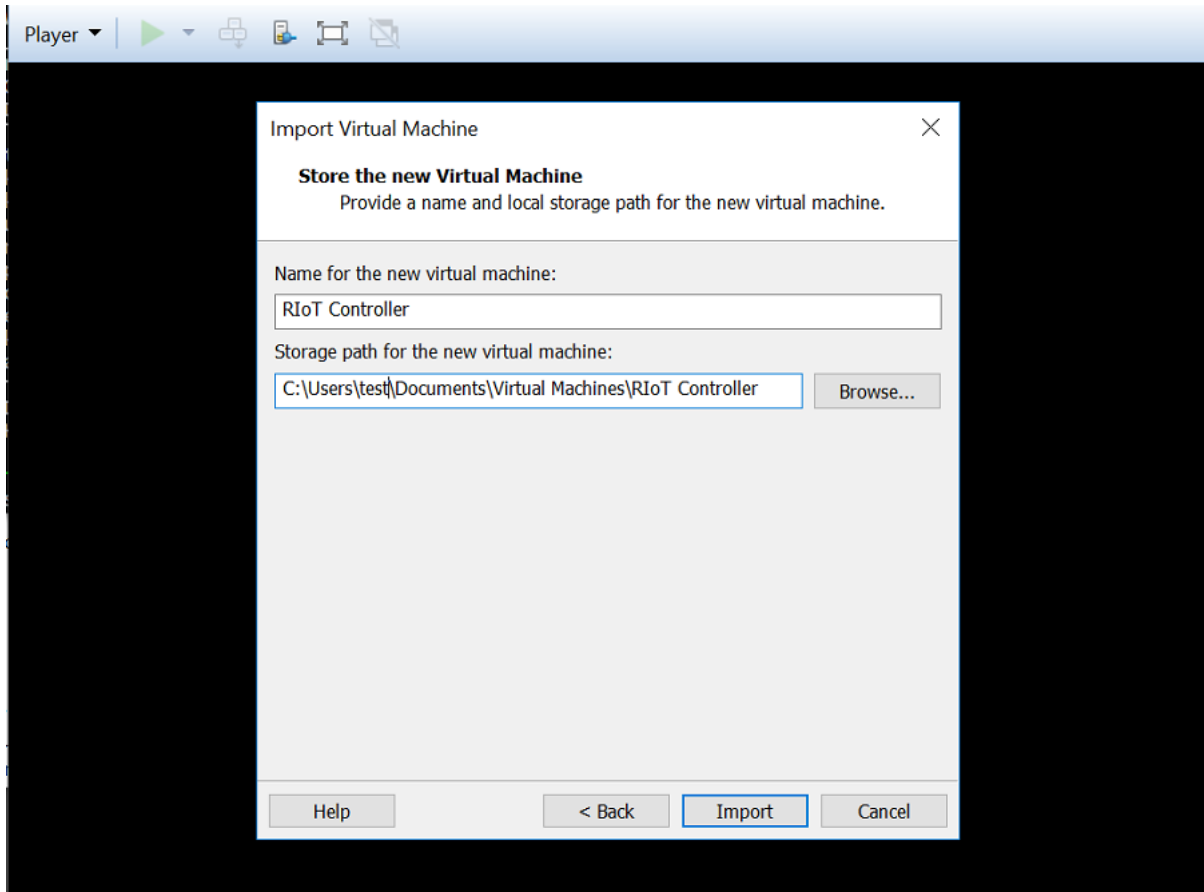 Player
Import Virtual Machine
Store the new Virtual Machine
Provide a name and local storage path for the new virtual machine.
Name for the new virtual machine:
RIoT Controller
Storage path for the new virtual machine:
C:\Users\test\Documents\Virtual Machines\RIoT Controller
Browse...
Help
< Back
Import
Cancel